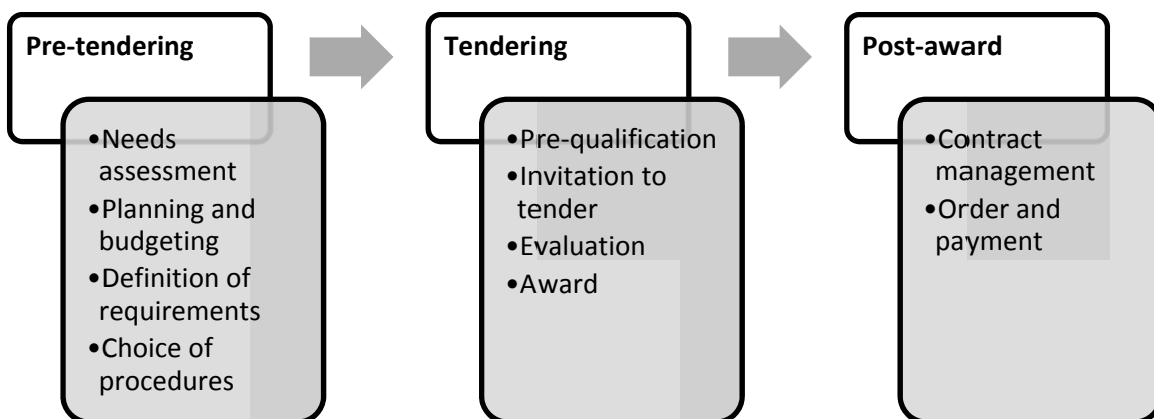 Pre-tendering
•Needs
assessment
•Planning and
budgeting
•Definition of
requirements
•Choice of
procedures
Tendering
•Pre-qualification
•Invitation to
tender
•Evaluation
•Award
Post-award
•Contract
management
•Order and
payment